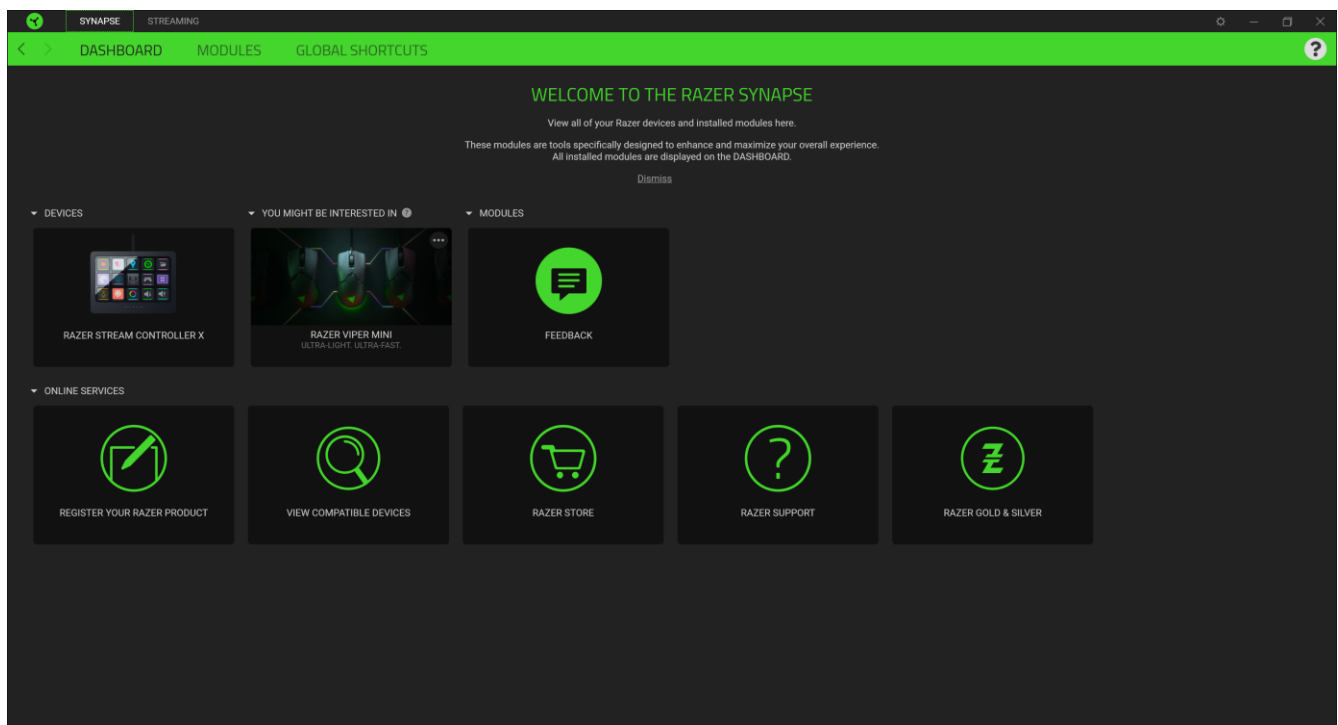 SYNAPSE
STREAMING
DASHBOARD
MODULES
GLOBAL SHORTCUTS
?
WELCOME TO THE RAZER SYNAPSE
View all of your Razer devices and installed modules here.
These modules are tools specifically designed to enhance and maximize your overall experience.
All installed modules are displayed on the DASHBOARD.
Dismiss
DEVICES
YOU MIGHT BE INTERESTED IN ?
MODULES
RAZER STREAM CONTROLLER X
RAZER VIPER MINI
ULTRA-LIGHT. ULTRA-FAST.
FEEDBACK
ONLINE SERVICES
REGISTER YOUR RAZER PRODUCT
VIEW COMPATIBLE DEVICES
RAZER STORE
RAZER SUPPORT
RAZER GOLD & SILVER